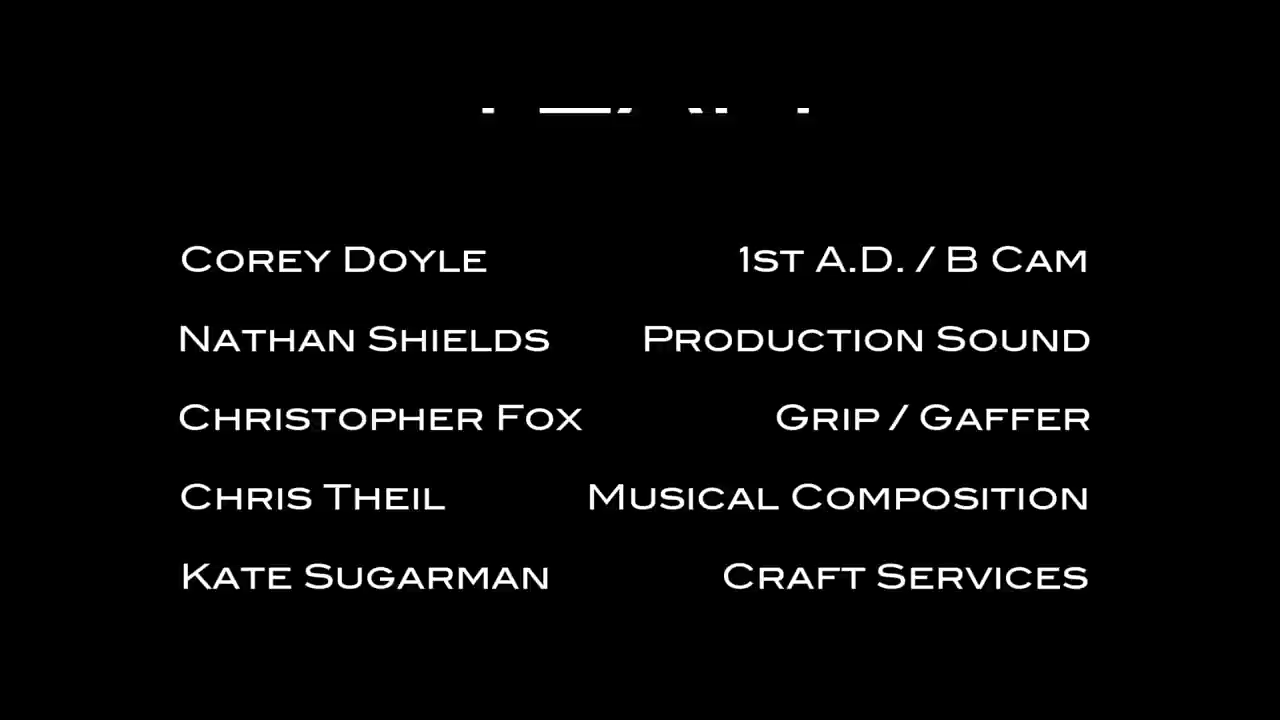 Corey Doyle 1st A.D. / B Cam
Nathan Shields Production Sound
Christopher Fox Grip / Gaffer
Chris Theil Musical Composition
Kate Sugarman Craft Services